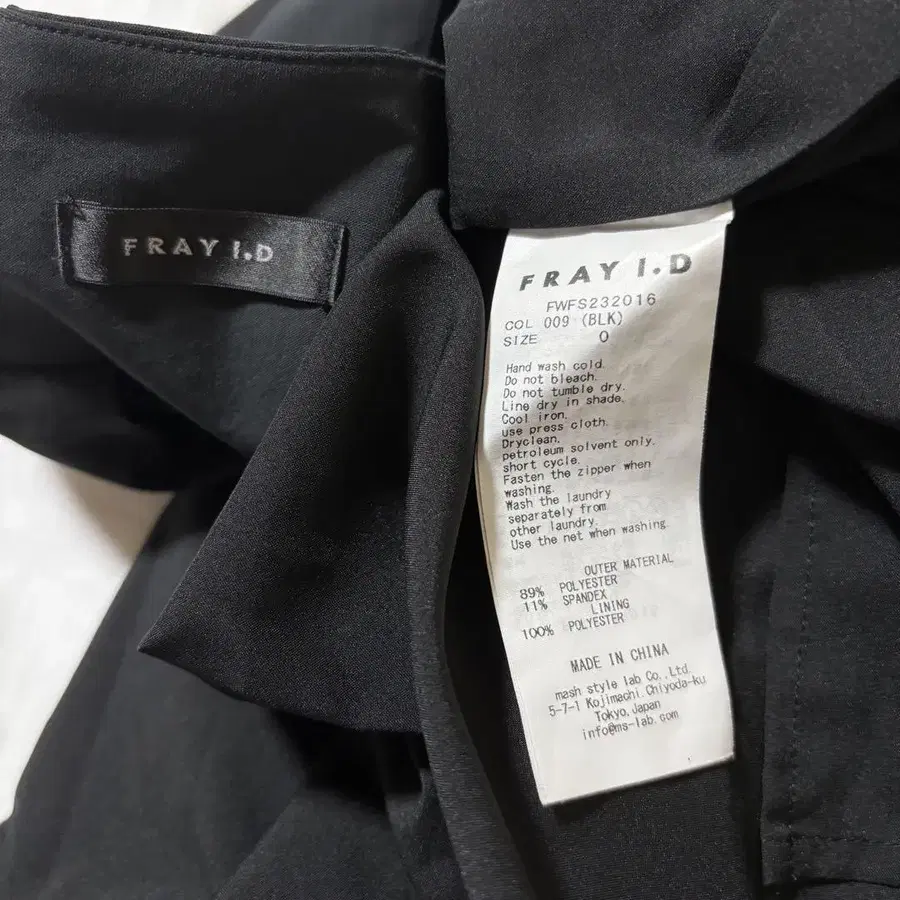 FRAY I.D
FRAY I.D
FWFS232016
COL 009 (BLK)
SIZE 0
Hand wash cold.
Do not bleach.
Do not tumble dry.
Line dry in shade.
Cool iron.
use press cloth.
Dryclean,
petroleum solvent only.
short cycle.
Fasten the zipper when
washing.
Wash the laundry
separately from
other laundry.
Use the net when washing.
OUTER MATERIAL
89% POLYESTER
11% SPANDEX
LINING
100% POLYESTER
MADE IN CHINA
mash style lab Co.,Ltd.
5-7-1 Kojimachi,Chiyoda-ku
Tokyo,Japan
info@ms-lab.com